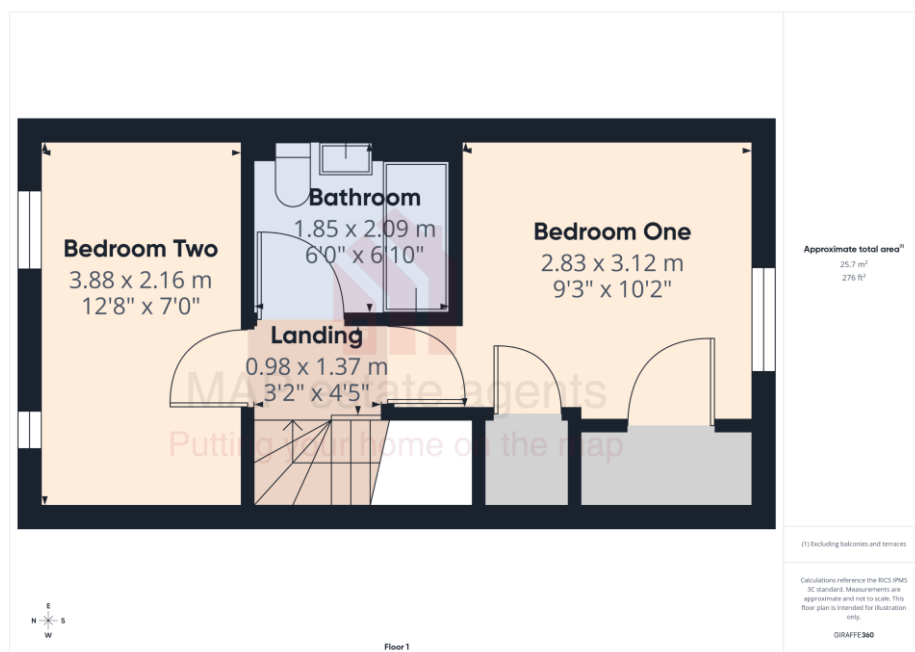 Bedroom Two
3.88 x 2.16 m
12'8" x 7'0"
Bathroom
1.85 x 2.09 m
6'0" x 6'10"
Landing
0.98 x 1.37 m
3'2" x 4'5"
Bedroom One
2.83 x 3.12 m
9'3" x 10'2"
MAP estate agents
Putting your home on the map
Approximate total area(1)
25.7 m²
276 ft²
(1) Excluding balconies and terraces
Calculations reference the RICS IPMS
3C standard. Measurements are
approximate and not to scale. This
floor plan is intended for illustration
only.
GIRAFFE360
E
N S
W
Floor 1